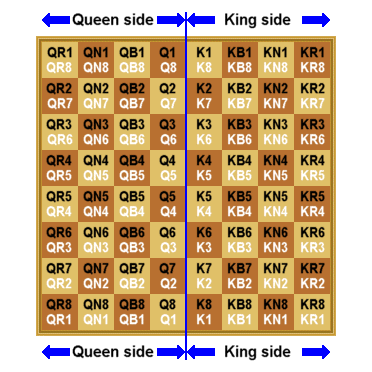 Queen side King side
QR1 QN1 QB1 Q1 K1 KB1 KN1 KR1
QR8 QN8 QB8 Q8 K8 KB8 KN8 KR8
QR2 QN2 QB2 Q2 K2 KB2 KN2 KR2
QR7 QN7 QB7 Q7 K7 KB7 KN7 KR7
QR3 QN3 QB3 Q3 K3 KB3 KN3 KR3
QR6 QN6 QB6 Q6 K6 KB6 KN6 KR6
QR4 QN4 QB4 Q4 K4 KB4 KN4 KR4
QR5 QN5 QB5 Q5 K5 KB5 KN5 KR5
QR5 QN5 QB5 Q5 K5 KB5 KN5 KR5
QR4 QN4 QB4 Q4 K4 KB4 KN4 KR4
QR6 QN6 QB6 Q6 K6 KB6 KN6 KR6
QR3 QN3 QB3 Q3 K3 KB3 KN3 KR3
QR7 QN7 QB7 Q7 K7 KB7 KN7 KR7
QR2 QN2 QB2 Q2 K2 KB2 KN2 KR2
QR8 QN8 QB8 Q8 K8 KB8 KN8 KR8
QR1 QN1 QB1 Q1 K1 KB1 KN1 KR1
Queen side King side